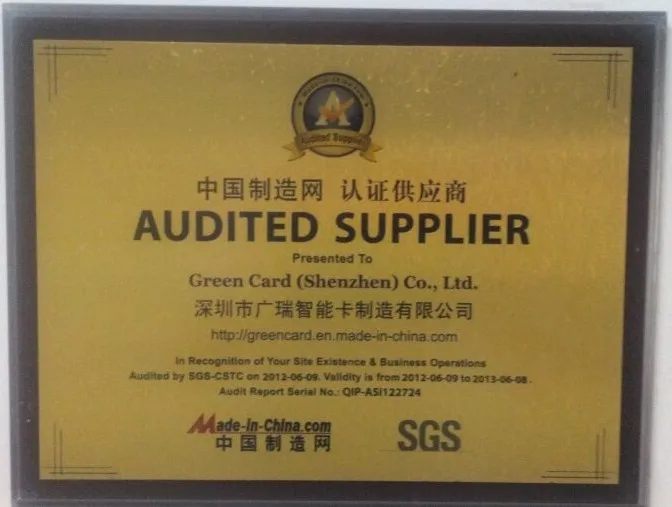 Audited Supplier
中国制造网 认证供应商
AUDITED SUPPLIER
Presented To
Green Card (Shenzhen) Co., Ltd.
深圳市广瑞智能卡制造有限公司
http://greencard.en.made-in-china.com
In Recognition of Your Site Existence & Business Operations
Audited by SGS-CSTC on 2012-06-09. Validity is from 2012-06-09 to 2013-06-08.
Audit Report Serial No.: QIP-ASI122724
Made-in-China.com
中国制造网
SGS